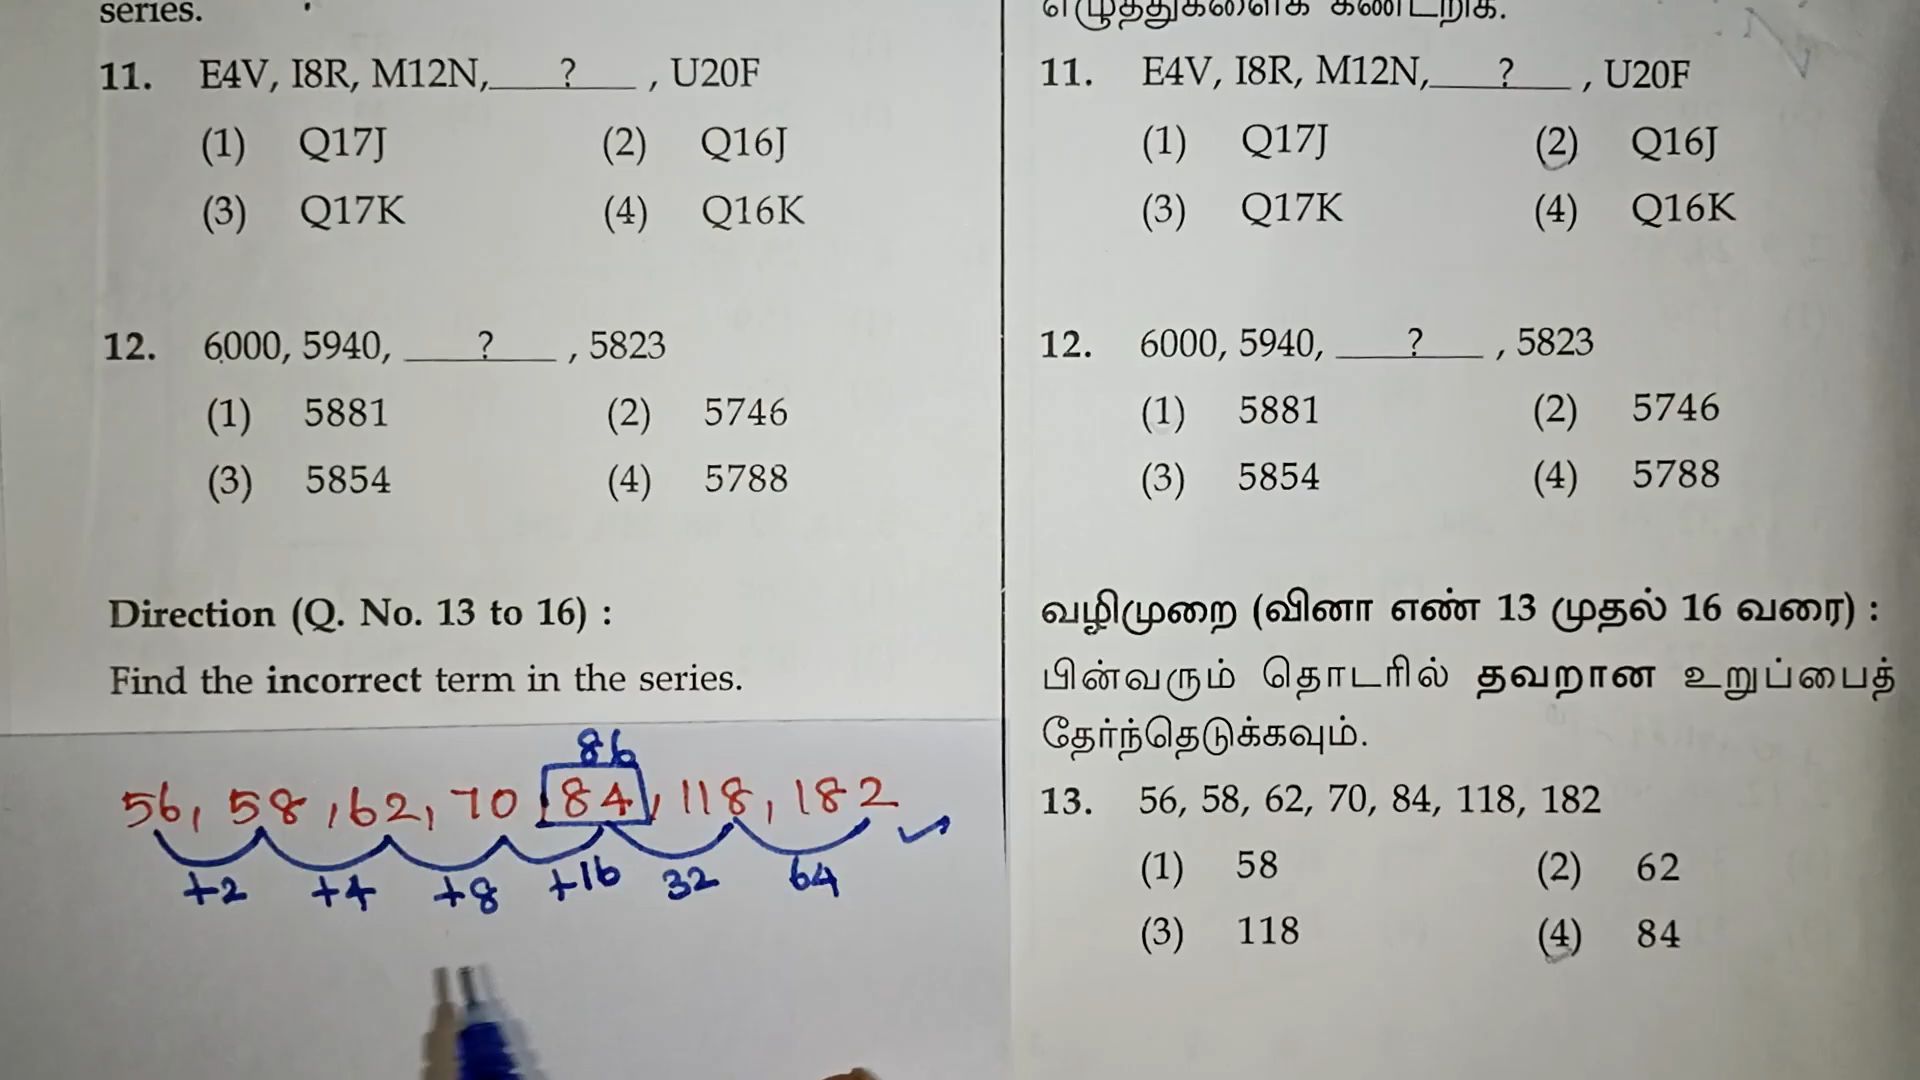 series.
11. E4V, I8R, M12N, ? , U20F
(1) Q17J (2) Q16J
(3) Q17K (4) Q16K
12. 6000, 5940, ? , 5823
(1) 5881 (2) 5746
(3) 5854 (4) 5788
Direction (Q. No. 13 to 16) :
Find the incorrect term in the series.
86
56, 58, 62, 70, 84, 118, 182
+2 +4 +8 +16 32 64
எழுத்துகளைக் கண்டறிக.
11. E4V, I8R, M12N, ? , U20F
(1) Q17J (2) Q16J
(3) Q17K (4) Q16K
12. 6000, 5940, ? , 5823
(1) 5881 (2) 5746
(3) 5854 (4) 5788
வழிமுறை (வினா எண் 13 முதல் 16 வரை) :
பின்வரும் தொடரில் தவறான உறுப்பைத்
தேர்ந்தெடுக்கவும்.
13. 56, 58, 62, 70, 84, 118, 182
(1) 58 (2) 62
(3) 118 (4) 84